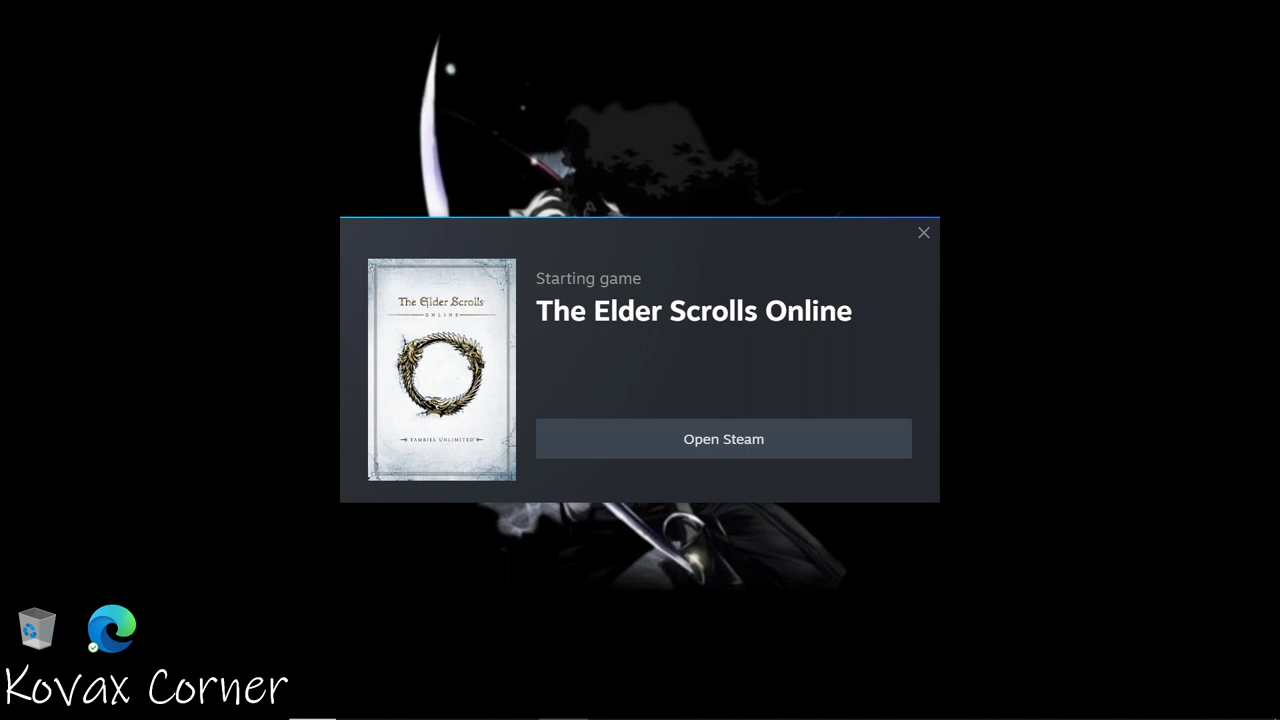 Starting game
The Elder Scrolls Online
The Elder Scrolls
ONLINE
TAMRIEL UNLIMITED
Open Steam
Kovax Corner